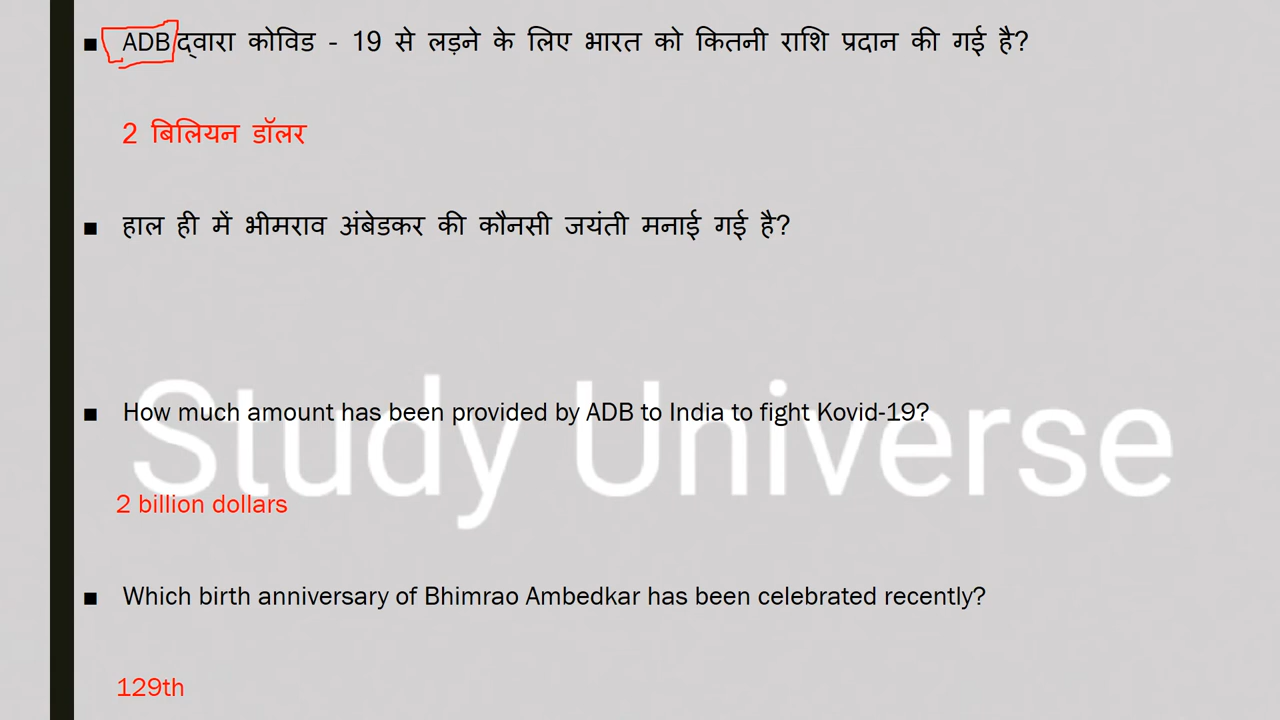 ADB द्वारा कोविड - 19 से लड़ने के लिए भारत को कितनी राशि प्रदान की गई है?
2 बिलियन डॉलर
हाल ही में भीमराव अंबेडकर की कौनसी जयंती मनाई गई है?
Study Universe
How much amount has been provided by ADB to India to fight Kovid-19?
2 billion dollars
Which birth anniversary of Bhimrao Ambedkar has been celebrated recently?
129th